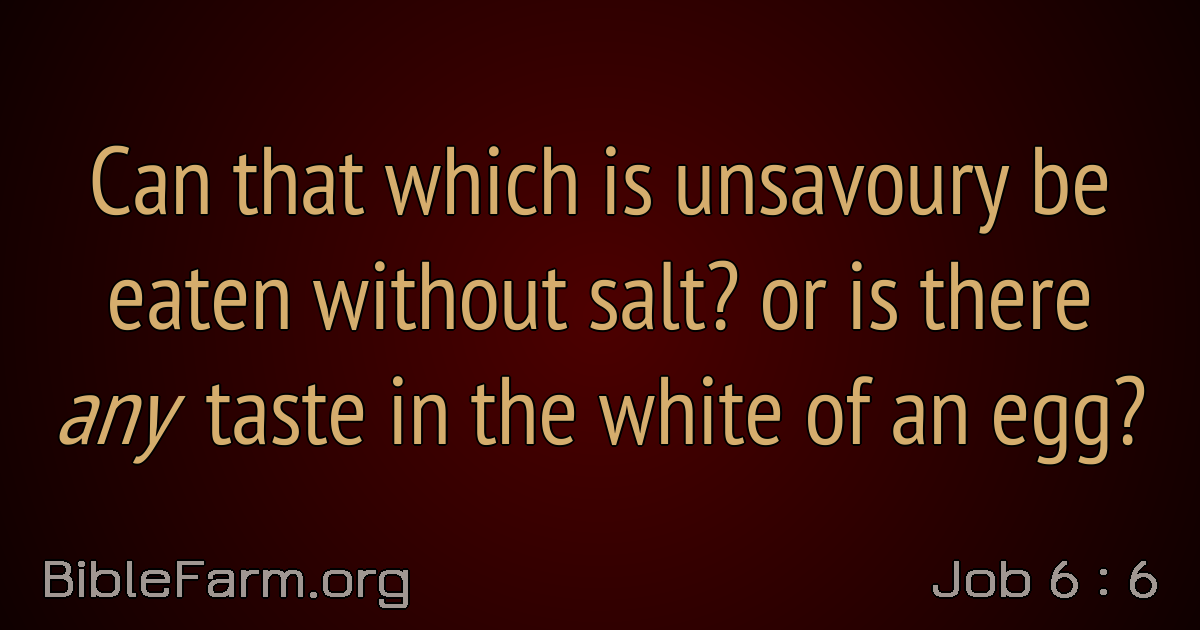 Can that which is unsavoury be
eaten without salt? or is there
any taste in the white of an egg?
BibleFarm.org
Job 6 : 6